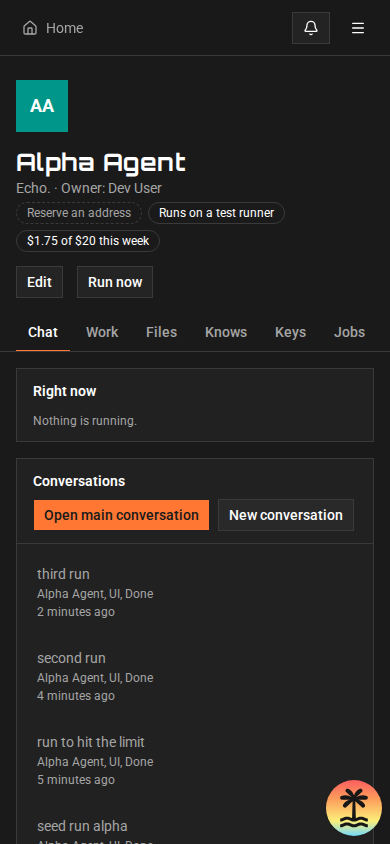 Home
AA
Alpha Agent
Echo. · Owner: Dev User
Reserve an address
Runs on a test runner
$1.75 of $20 this week
Edit
Run now
Chat
Work
Files
Knows
Keys
Jobs
Right now
Nothing is running.
Conversations
Open main conversation
New conversation
third run
Alpha Agent, UI, Done
2 minutes ago
second run
Alpha Agent, UI, Done
4 minutes ago
run to hit the limit
Alpha Agent, UI, Done
5 minutes ago
seed run alpha